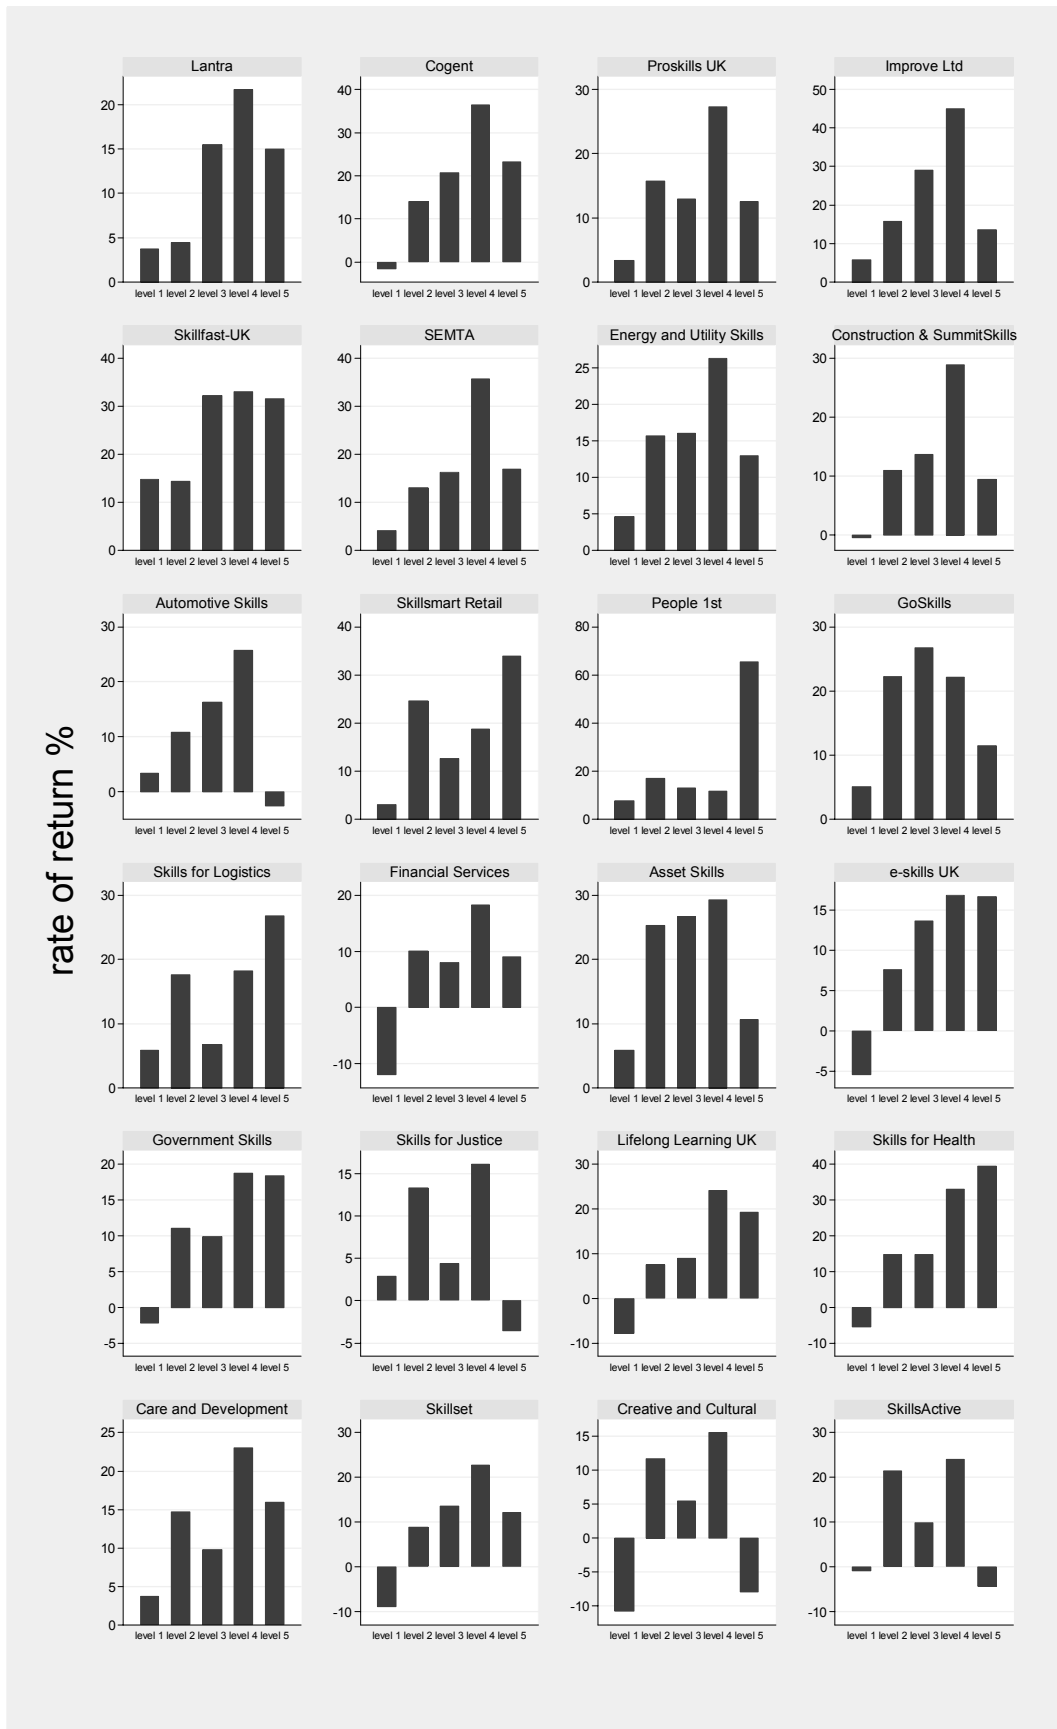 rate of return %
Lantra
20
15
10
5
0
level 1 level 2 level 3 level 4 level 5
Cogent
40
30
20
10
0
level 1 level 2 level 3 level 4 level 5
Proskills UK
30
20
10
0
level 1 level 2 level 3 level 4 level 5
Improve Ltd
50
40
30
20
10
0
level 1 level 2 level 3 level 4 level 5
Skillfast-UK
40
30
20
10
0
level 1 level 2 level 3 level 4 level 5
SEMTA
40
30
20
10
0
level 1 level 2 level 3 level 4 level 5
Energy and Utility Skills
25
20
15
10
5
0
level 1 level 2 level 3 level 4 level 5
Construction & SummitSkills
30
20
10
0
level 1 level 2 level 3 level 4 level 5
Automotive Skills
30
20
10
0
level 1 level 2 level 3 level 4 level 5
Skillsmart Retail
40
30
20
10
0
level 1 level 2 level 3 level 4 level 5
People 1st
80
60
40
20
0
level 1 level 2 level 3 level 4 level 5
GoSkills
30
20
10
0
level 1 level 2 level 3 level 4 level 5
Skills for Logistics
30
20
10
0
level 1 level 2 level 3 level 4 level 5
Financial Services
20
10
0
-10
level 1 level 2 level 3 level 4 level 5
Asset Skills
30
20
10
0
level 1 level 2 level 3 level 4 level 5
e-skills UK
15
10
5
0
-5
level 1 level 2 level 3 level 4 level 5
Government Skills
20
15
10
5
0
-5
level 1 level 2 level 3 level 4 level 5
Skills for Justice
15
10
5
0
-5
level 1 level 2 level 3 level 4 level 5
Lifelong Learning UK
30
20
10
0
-10
level 1 level 2 level 3 level 4 level 5
Skills for Health
40
30
20
10
0
-10
level 1 level 2 level 3 level 4 level 5
Care and Development
25
20
15
10
5
0
level 1 level 2 level 3 level 4 level 5
Skillset
30
20
10
0
-10
level 1 level 2 level 3 level 4 level 5
Creative and Cultural
15
10
5
0
-5
-10
level 1 level 2 level 3 level 4 level 5
SkillsActive
30
20
10
0
-10
level 1 level 2 level 3 level 4 level 5